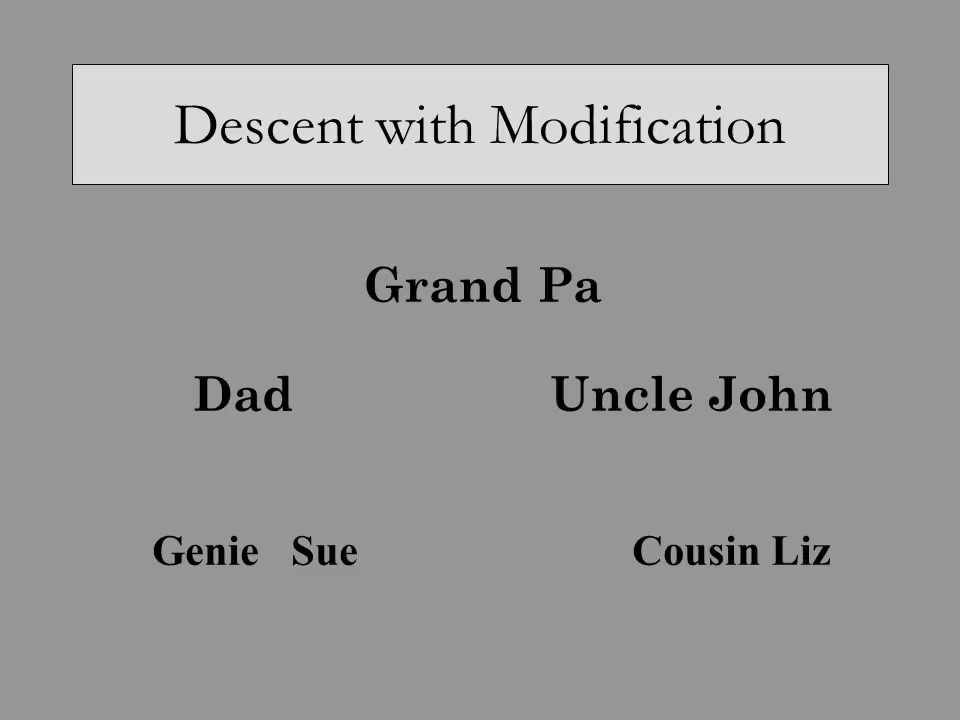 Descent with Modification
Grand Pa
Dad Uncle John
Genie Sue Cousin Liz